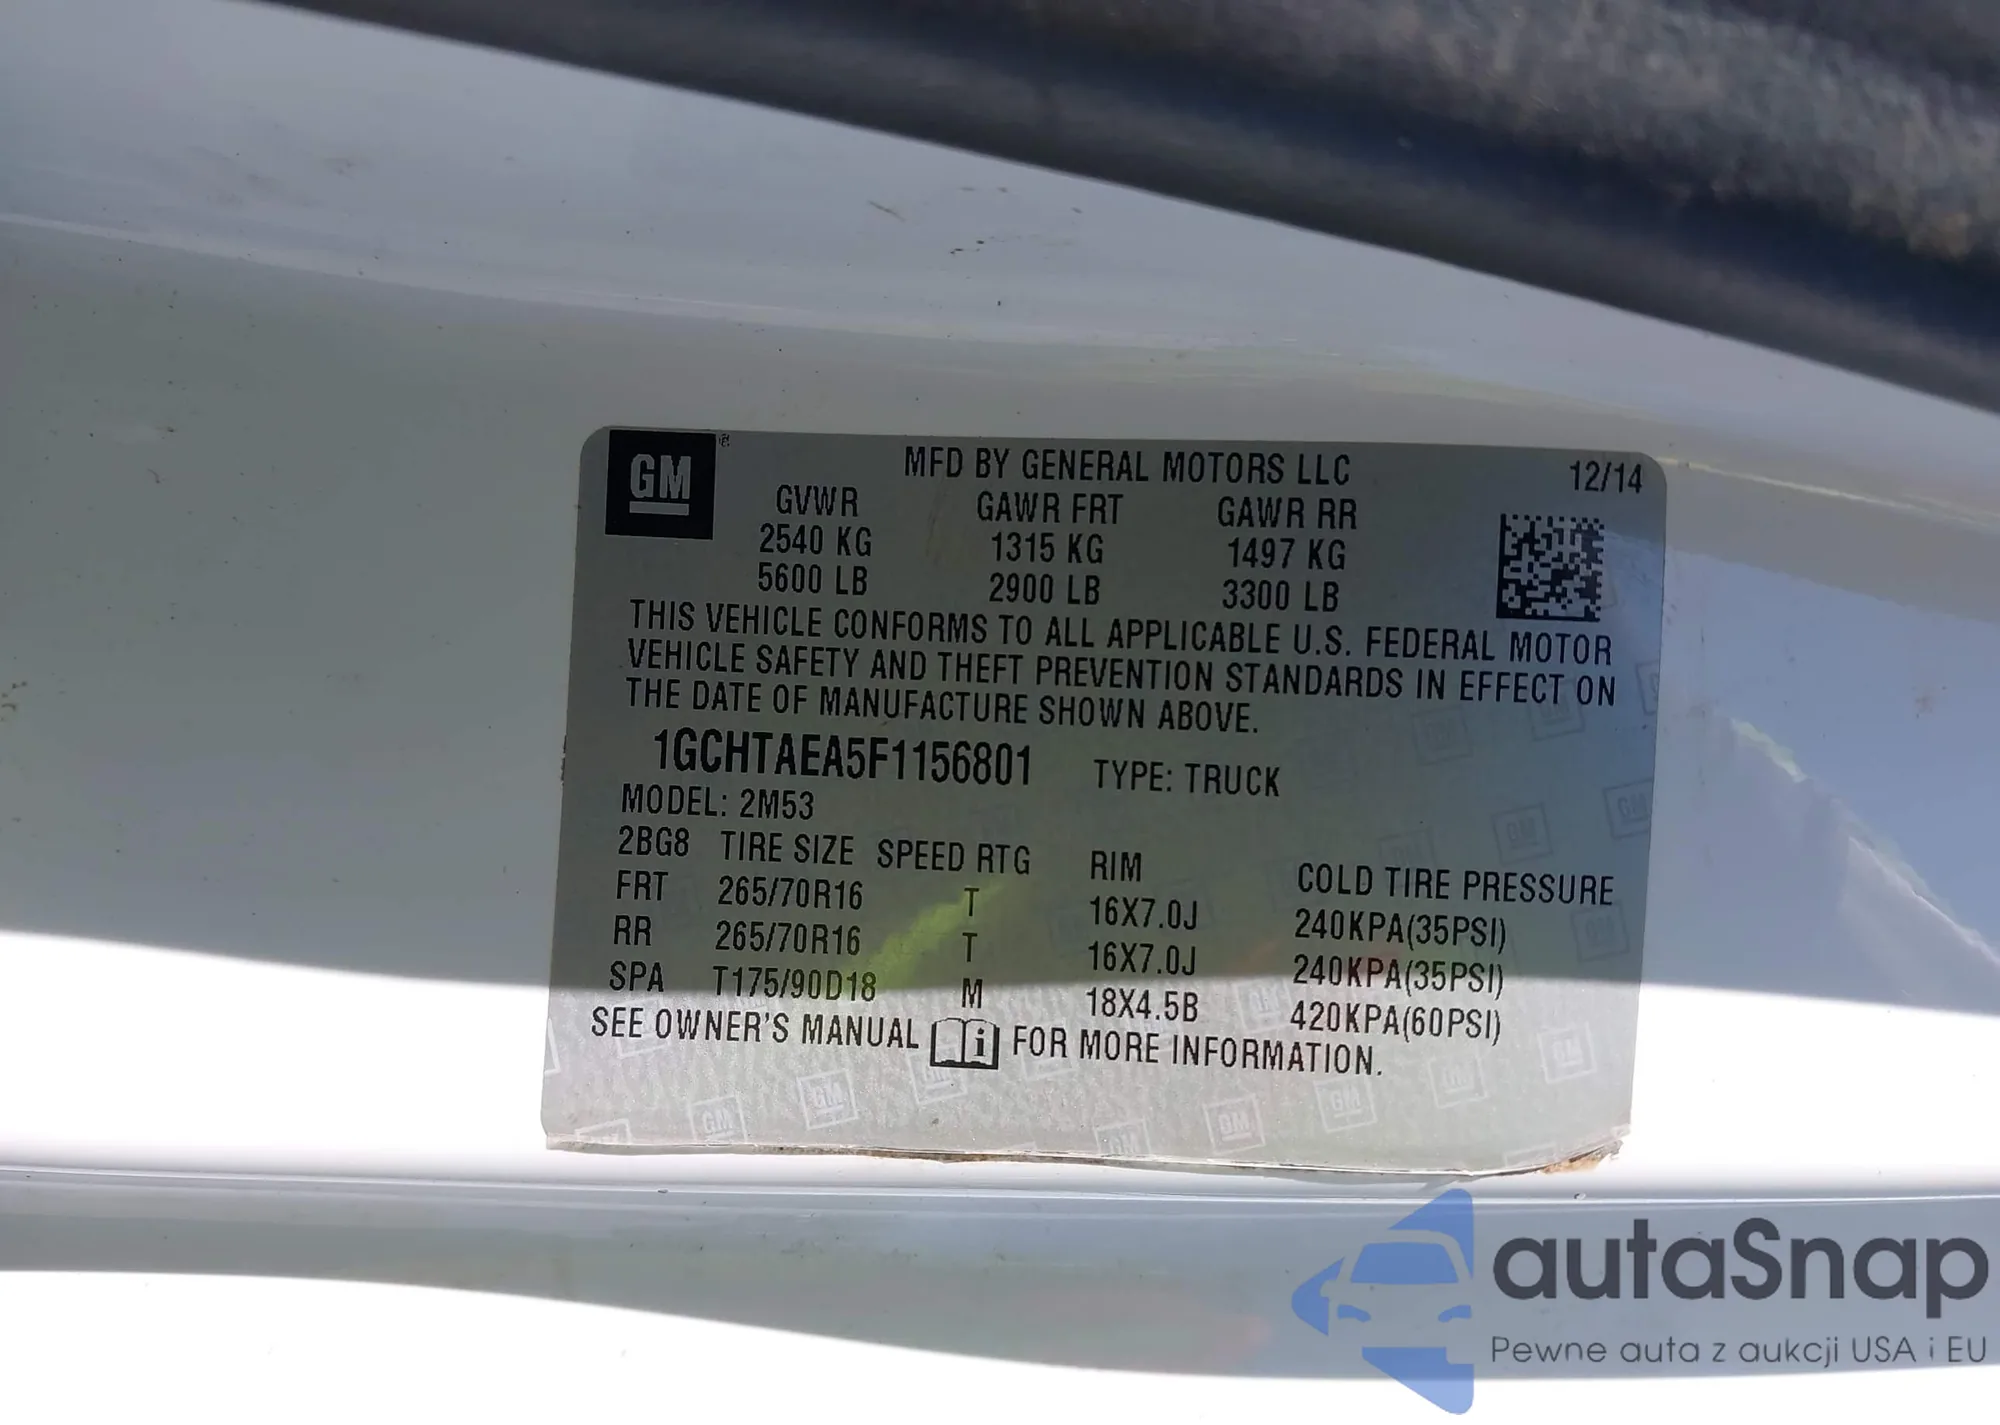 GM®
MFD BY GENERAL MOTORS LLC 12/14
GVWR GAWR FRT GAWR RR
2540 KG 1315 KG 1497 KG
5600 LB 2900 LB 3300 LB
THIS VEHICLE CONFORMS TO ALL APPLICABLE U.S. FEDERAL MOTOR
VEHICLE SAFETY AND THEFT PREVENTION STANDARDS IN EFFECT ON
THE DATE OF MANUFACTURE SHOWN ABOVE.
1GCHTAEA5F1156801 TYPE: TRUCK
MODEL: 2M53
2BG8 TIRE SIZE SPEED RTG RIM COLD TIRE PRESSURE
FRT 265/70R16 T 16X7.0J 240KPA(35PSI)
RR 265/70R16 T 16X7.0J 240KPA(35PSI)
SPA T175/90D18 M 18X4.5B 420KPA(60PSI)
SEE OWNER'S MANUAL i FOR MORE INFORMATION.
autaSnap
Pewne auta z aukcji USA i EU